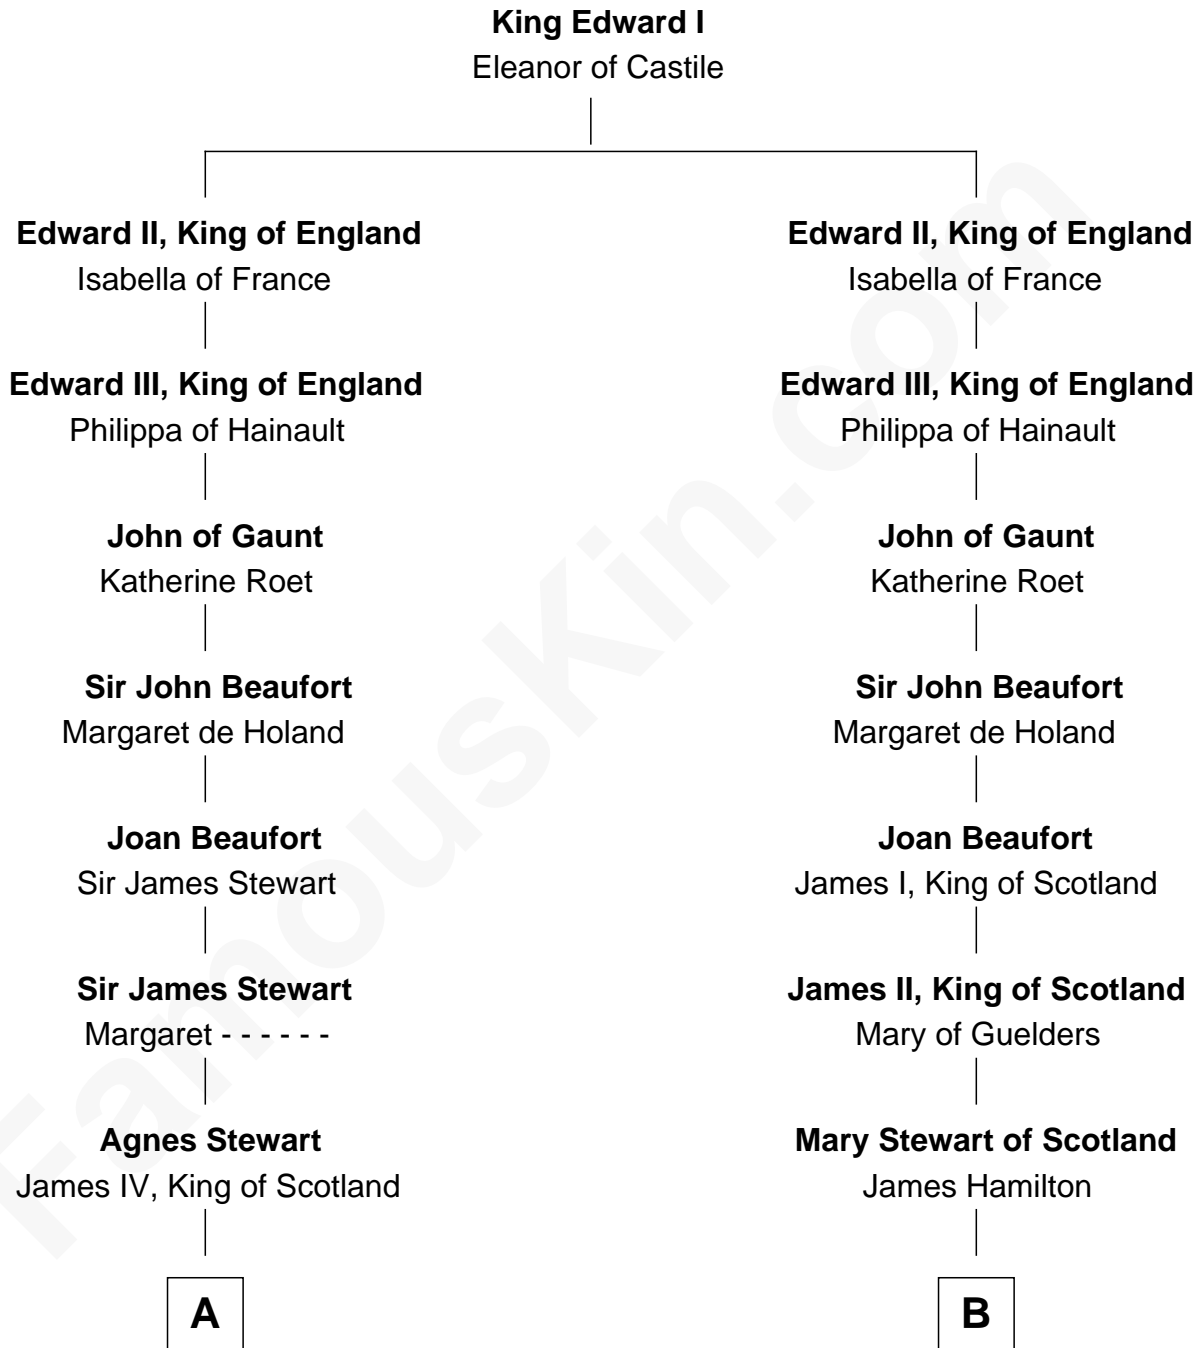 King Edward I
Eleanor of Castile
Edward II, King of England
Isabella of France
Edward III, King of England
Philippa of Hainault
John of Gaunt
Katherine Roet
Sir John Beaufort
Margaret de Holand
Joan Beaufort
Sir James Stewart
Sir James Stewart
Margaret - - - - - -
Agnes Stewart
James IV, King of Scotland
A
Edward II, King of England
Isabella of France
Edward III, King of England
Philippa of Hainault
John of Gaunt
Katherine Roet
Sir John Beaufort
Margaret de Holand
Joan Beaufort
James I, King of Scotland
James II, King of Scotland
Mary of Guelders
Mary Stewart of Scotland
James Hamilton
B
FamousKin.com